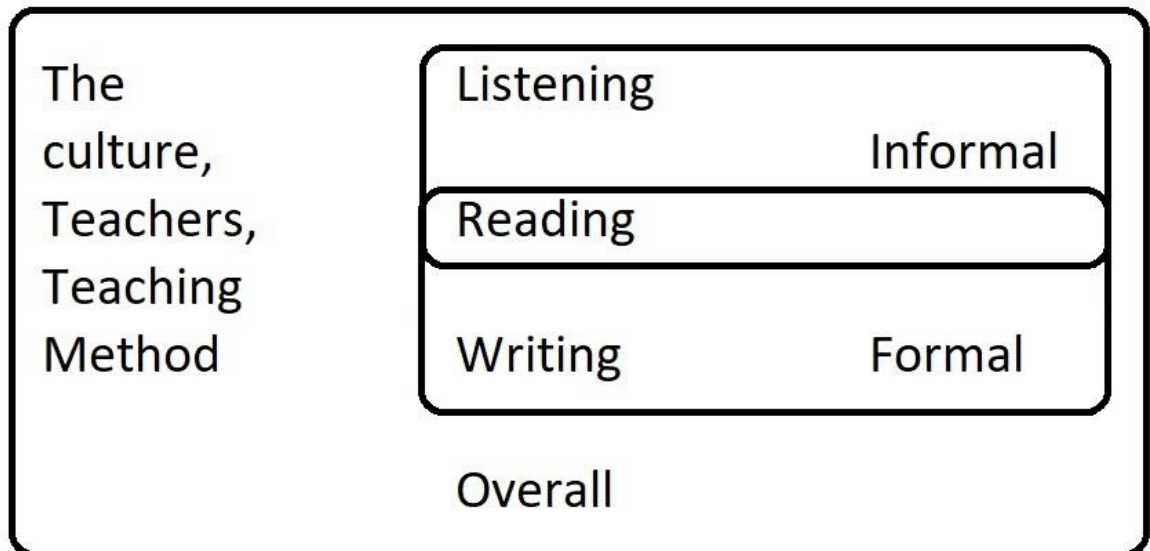 The
culture,
Teachers,
Teaching
Method
Listening
Informal
Reading
Writing
Formal
Overall